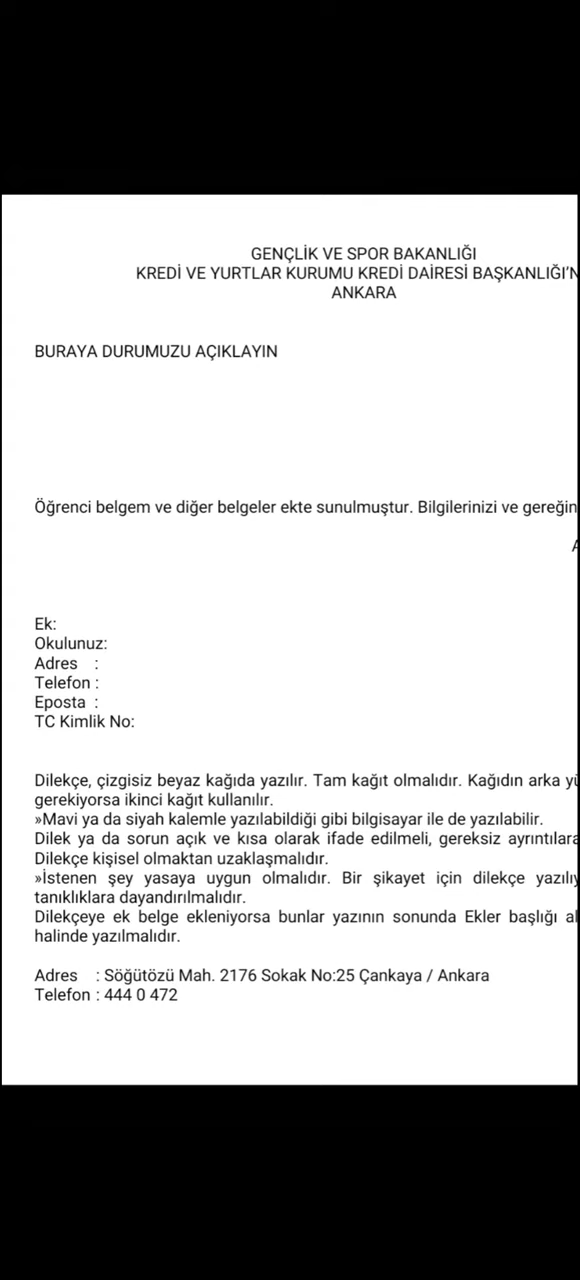 GENÇLİK VE SPOR BAKANLIĞI
KREDİ VE YURTLAR KURUMU KREDİ DAİRESİ BAŞKANLIĞI’N
ANKARA
BURAYA DURUMUZU AÇIKLAYIN
Öğrenci belgem ve diğer belgeler ekte sunulmuştur. Bilgilerinizi ve gereğin
A
Ek:
Okulunuz:
Adres :
Telefon :
Eposta :
TC Kimlik No:
Dilekçe, çizgisiz beyaz kağıda yazılır. Tam kağıt olmalıdır. Kağıdın arka yü
gerekiyorsa ikinci kağıt kullanılır.
»Mavi ya da siyah kalemle yazılabildiği gibi bilgisayar ile de yazılabilir.
Dilek ya da sorun açık ve kısa olarak ifade edilmeli, gereksiz ayrıntılara
Dilekçe kişisel olmaktan uzaklaşmalıdır.
»İstenen şey yasaya uygun olmalıdır. Bir şikayet için dilekçe yazılıy
tanıklıklara dayandırılmalıdır.
Dilekçeye ek belge ekleniyorsa bunlar yazının sonunda Ekler başlığı al
halinde yazılmalıdır.
Adres : Söğütözü Mah. 2176 Sokak No:25 Çankaya / Ankara
Telefon : 444 0 472